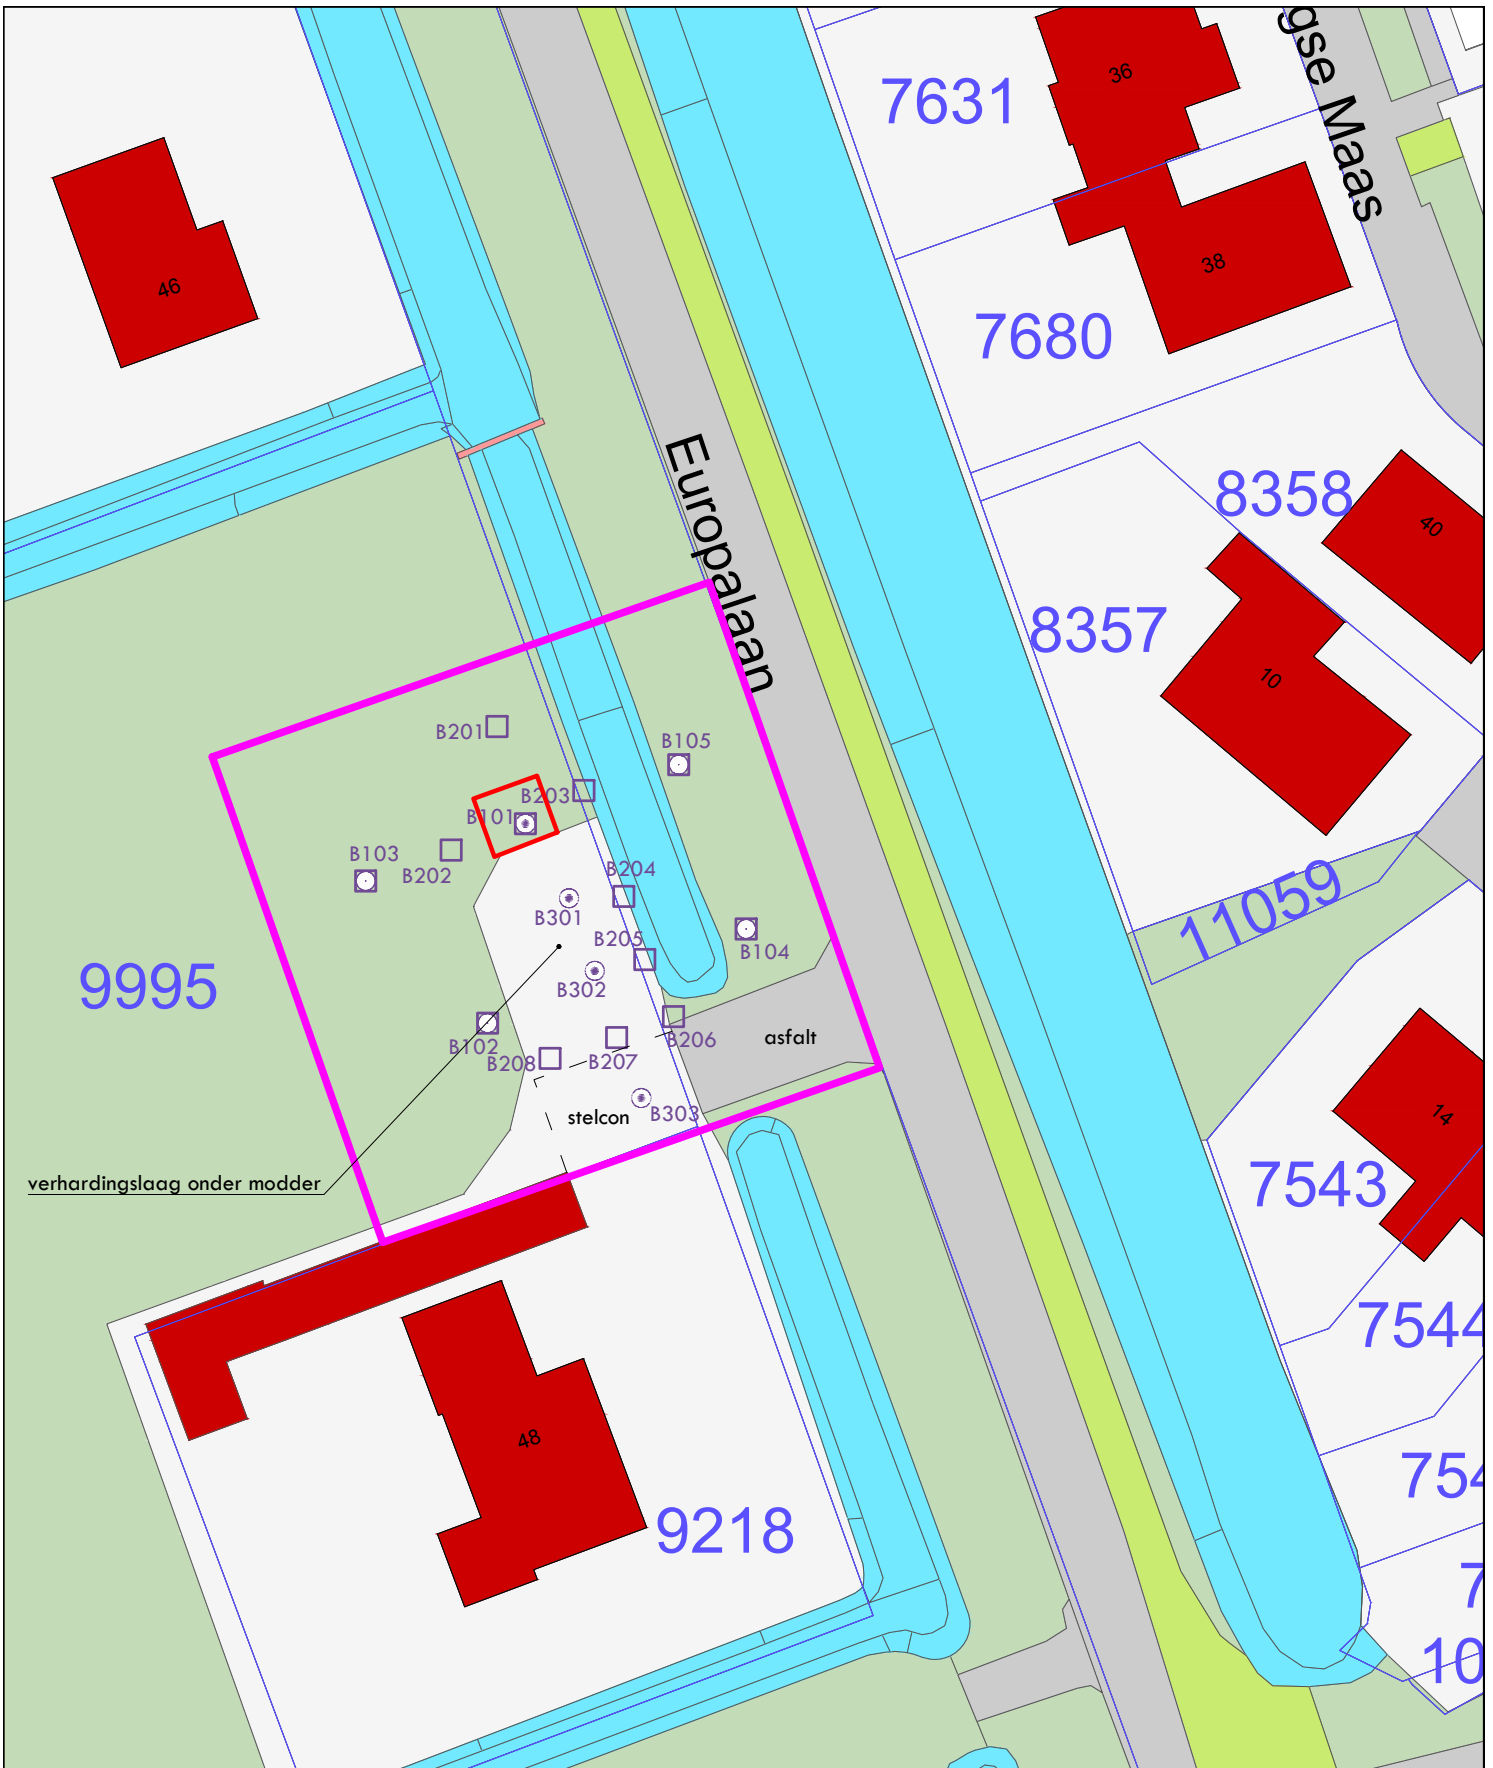 gse Maas
36
7631
38
46
7680
Europalaan
8358
40
8357
10
B201
B105
B203
B101
B103
B202
B204
11059
B301
B205
B104
9995
B302
asfalt
B102
B206
B208
B207
stelcon
B303
14
verhardingslaag onder modder
7543
7544
48
754
9218
7
10